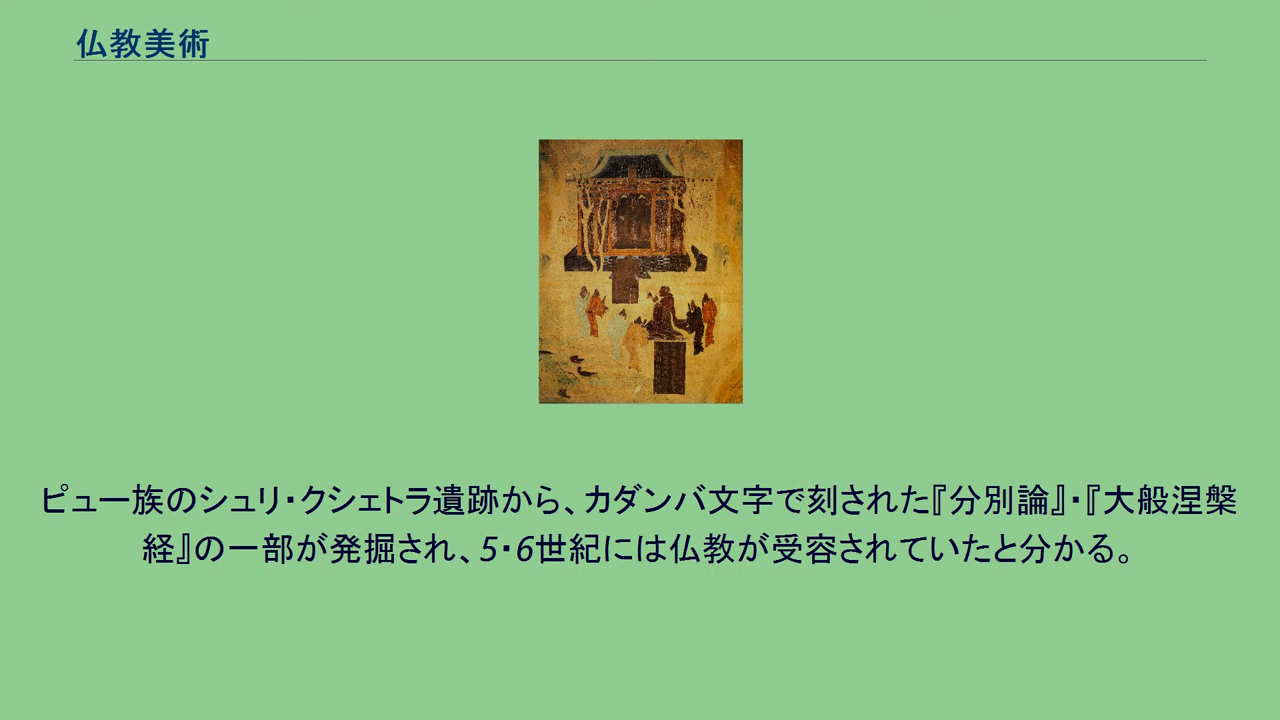 仏教美術
ピュー族のシュリ・クシェトラ遺跡から、カダンバ文字で刻された『分別論』・『大般涅槃
経』の一部が発掘され、5・6世紀には仏教が受容されていたと分かる。